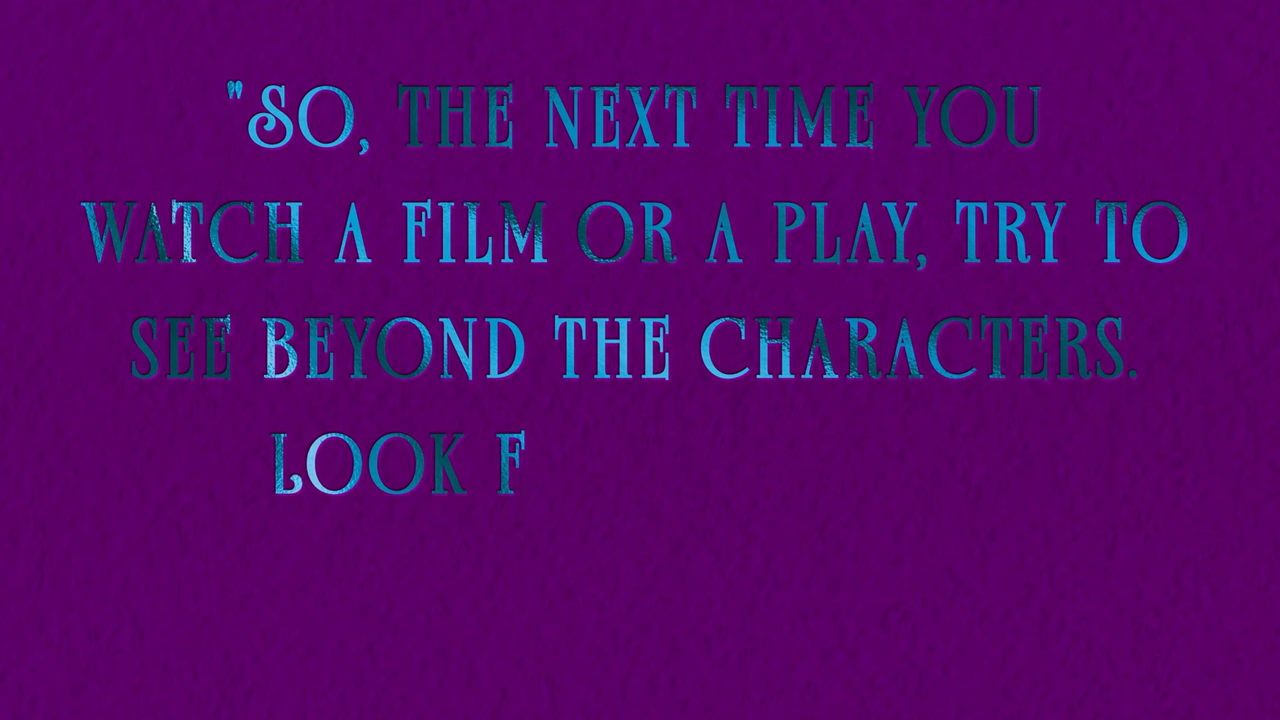 "SO, THE NEXT TIME YOU
WATCH A FILM OR A PLAY, TRY TO
SEE BEYOND THE CHARACTERS.
LOOK F